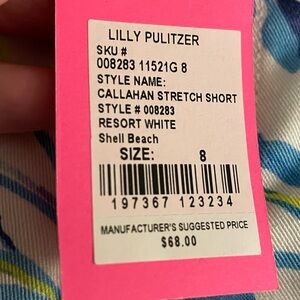 LILLY PULITZER
SKU #
008283 11521G 8
STYLE NAME:
CALLAHAN STRETCH SHORT
STYLE # 008283
RESORT WHITE
Shell Beach
SIZE: 8
197367 123234
MANUFACTURER'S SUGGESTED PRICE
$68.00